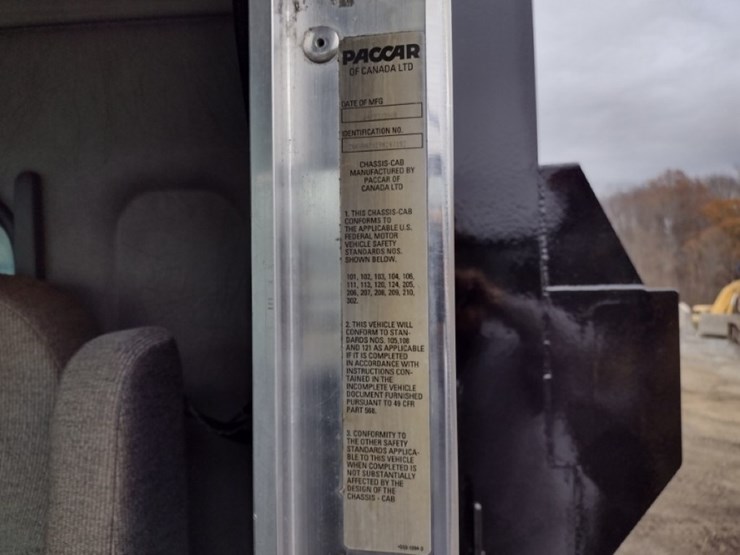 PACCAR
OF CANADA LTD
DATE OF MFG
IDENTIFICATION NO.
CHASSIS-CAB
MANUFACTURED BY
PACCAR OF
CANADA LTD
1. THIS CHASSIS-CAB
CONFORMS TO
THE APPLICABLE U.S.
FEDERAL MOTOR
VEHICLE SAFETY
STANDARDS NOS.
SHOWN BELOW.
101, 102, 103, 104, 106,
111, 113, 120, 124, 205,
206, 207, 208, 209, 210,
302.
2. THIS VEHICLE WILL
CONFORM TO STAN-
DARDS NOS. 105, 108
AND 121 AS APPLICABLE
IF IT IS COMPLETED
IN ACCORDANCE WITH
INSTRUCTIONS CON-
TAINED IN THE
INCOMPLETE VEHICLE
DOCUMENT FURNISHED
PURSUANT TO 49 CFR
PART 568.
3. CONFORMITY TO
THE OTHER SAFETY
STANDARDS APPLICA-
BLE TO THIS VEHICLE
WHEN COMPLETED IS
NOT SUBSTANTIALLY
AFFECTED BY THE
DESIGN OF THE
CHASSIS - CAB